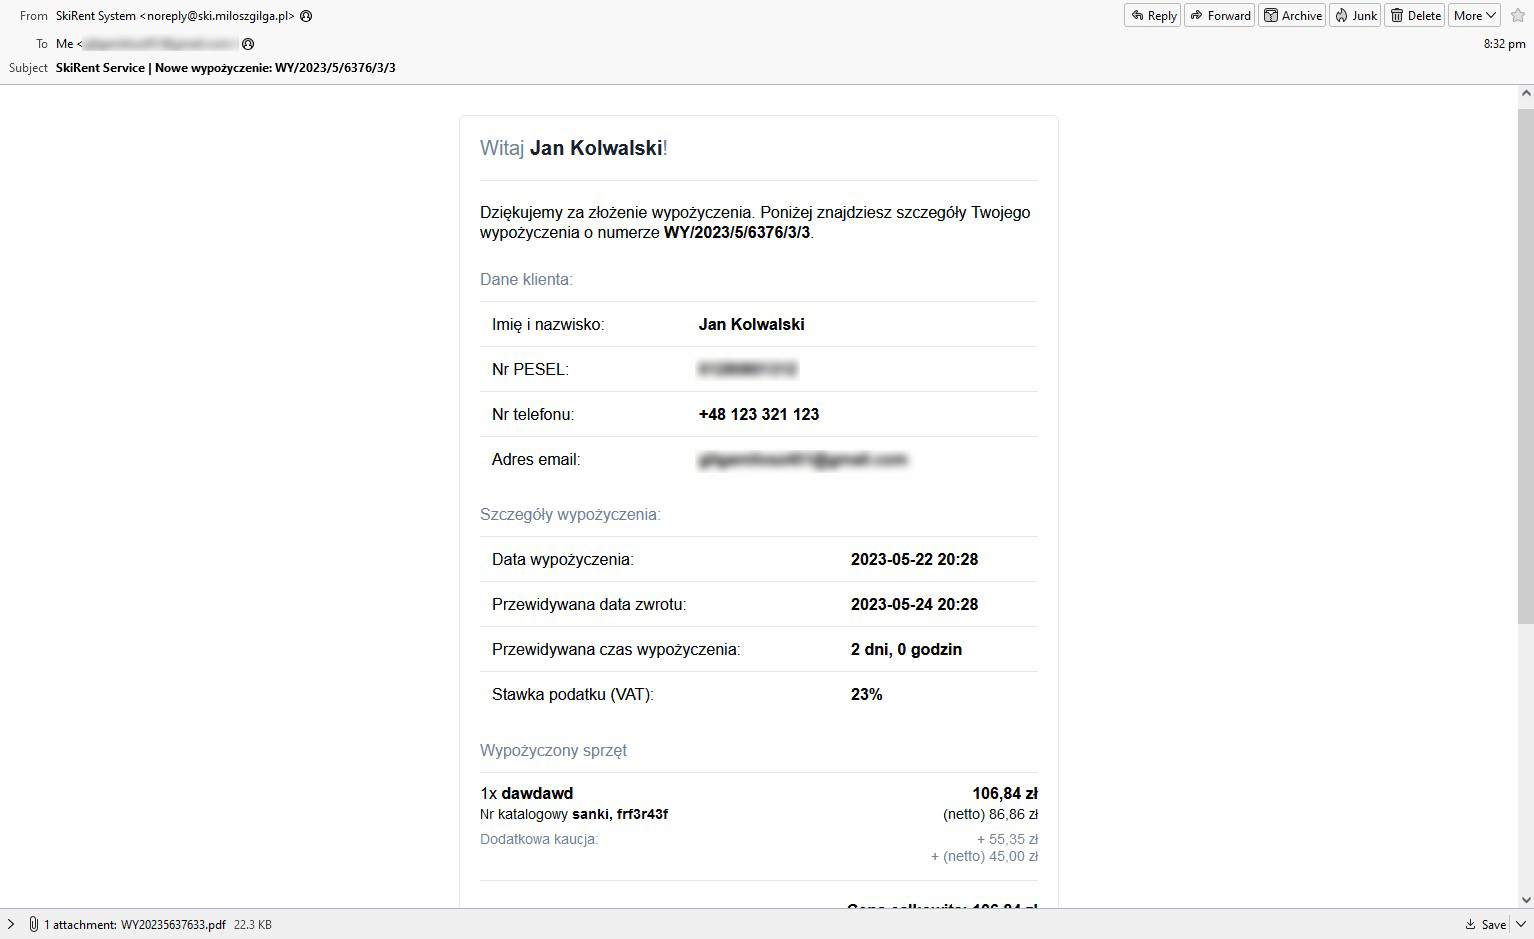 From SkiRent System <noreply@ski.miloszgilga.pl>
Reply Forward Archive Junk Delete More
To Me <
8:32 pm
Subject SkiRent Service | Nowe wypożyczenie: WY/2023/5/6376/3/3
Witaj Jan Kolwalski!
Dziękujemy za złożenie wypożyczenia. Poniżej znajdziesz szczegóły Twojego
wypożyczenia o numerze WY/2023/5/6376/3/3.
Dane klienta:
Imię i nazwisko: Jan Kolwalski
Nr PESEL:
Nr telefonu: +48 123 321 123
Adres email:
Szczegóły wypożyczenia:
Data wypożyczenia: 2023-05-22 20:28
Przewidywana data zwrotu: 2023-05-24 20:28
Przewidywana czas wypożyczenia: 2 dni, 0 godzin
Stawka podatku (VAT): 23%
Wypożyczony sprzęt
1x dawdawd 106,84 zł
Nr katalogowy sanki, frf3r43f (netto) 86,86 zł
Dodatkowa kaucja: + 55,35 zł
+ (netto) 45,00 zł
Cena całkowita: 106,84 zł
1 attachment: WY20235637633.pdf 22.3 KB Save